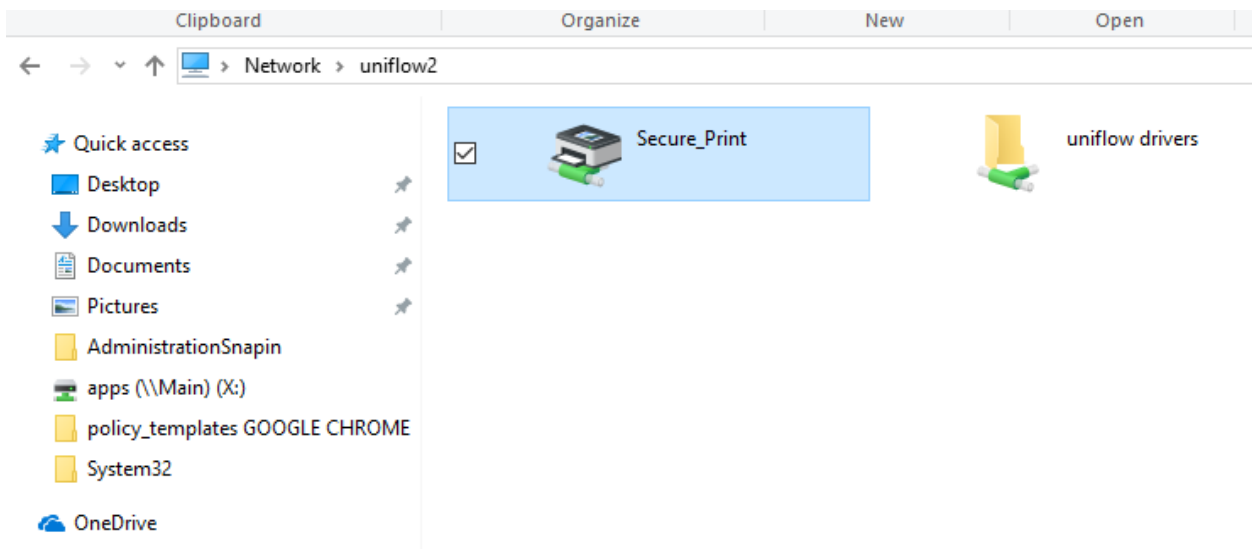 Clipboard
Organize
New
Open
Network
uniflow2
Quick access
Desktop
Downloads
Documents
Pictures
AdministrationSnapin
apps (\\Main) (X:)
policy_templates GOOGLE CHROME
System32
OneDrive
Secure_Print
uniflow drivers